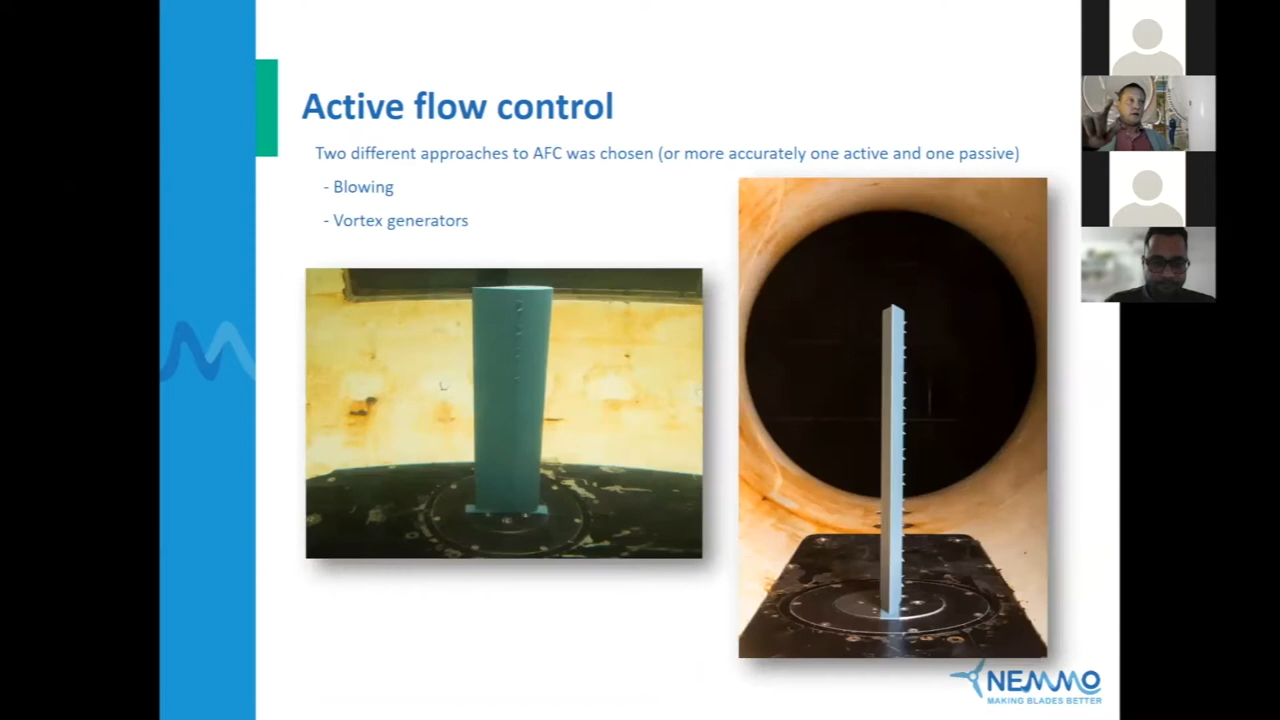 Active flow control
Two different approaches to AFC was chosen (or more accurately one active and one passive)
- Blowing
- Vortex generators
NEMMO
MAKING BLADES BETTER